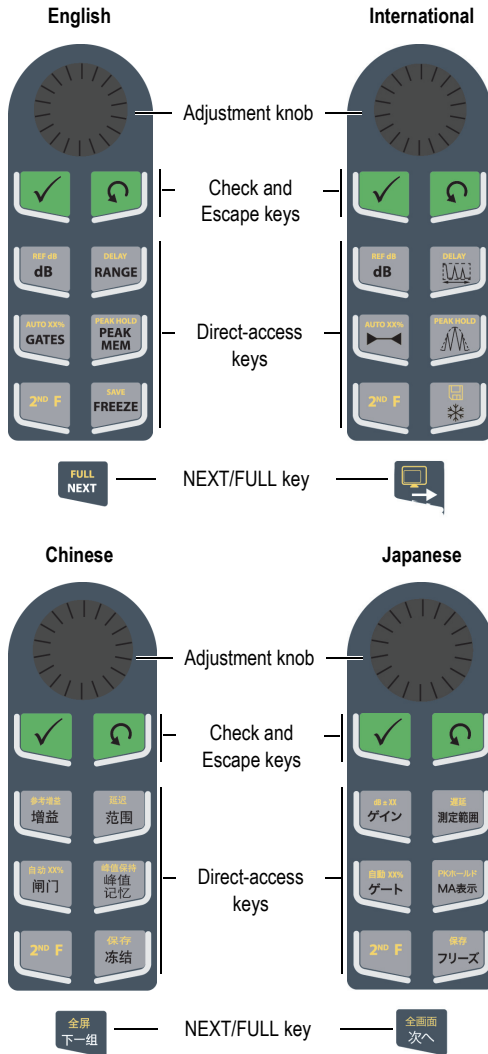 English
International
Adjustment knob
Check and
Escape keys
REF dB
dB
DELAY
RANGE
REF dB
dB
DELAY
AUTO XX%
GATES
PEAK HOLD
PEAK
MEM
Direct-access
keys
AUTO XX%
PEAK HOLD
2ND F
SAVE
FREEZE
2ND F
FULL
NEXT
NEXT/FULL key
Chinese
Japanese
Adjustment knob
Check and
Escape keys
参考增益
增益
延迟
范围
dB ± XX
ゲイン
遅延
測定範囲
自动 XX%
闸门
峰值保持
峰值
记忆
Direct-access
keys
自動 XX%
ゲート
PKホールド
MA表示
2ND F
保存
冻结
2ND F
保存
フリーズ
全屏
下一组
NEXT/FULL key
全画面
次へ